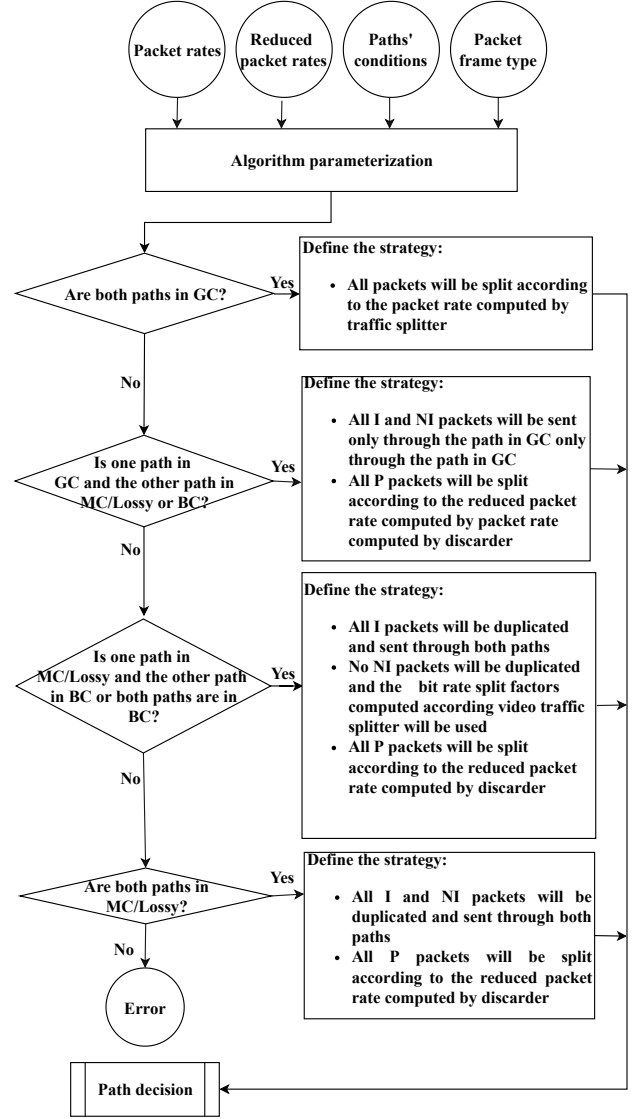 Packet rates
Reduced
packet rates
Paths'
conditions
Packet
frame type
Algorithm parameterization
Are both paths in GC?
Yes
Define the strategy:
• All packets will be split according
to the packet rate computed by
traffic splitter
No
Is one path in
GC and the other path in
MC/Lossy or BC?
Yes
Define the strategy:
• All I and NI packets will be sent
only through the path in GC only
through the path in GC
• All P packets will be split
according to the reduced packet
rate computed by packet rate
computed by discarder
No
Is one path in
MC/Lossy and the other path
in BC or both paths are in
BC?
Yes
Define the strategy:
• All I packets will be duplicated
and sent through both paths
• No NI packets will be duplicated
and the bit rate split factors
computed according video traffic
splitter will be used
• All P packets will be split
according to the reduced packet
rate computed by discarder
No
Are both paths in
MC/Lossy?
Yes
Define the strategy:
• All I and NI packets will be
duplicated and sent through both
paths
• All P packets will be split
according to the reduced packet
rate computed by discarder
No
Error
Path decision